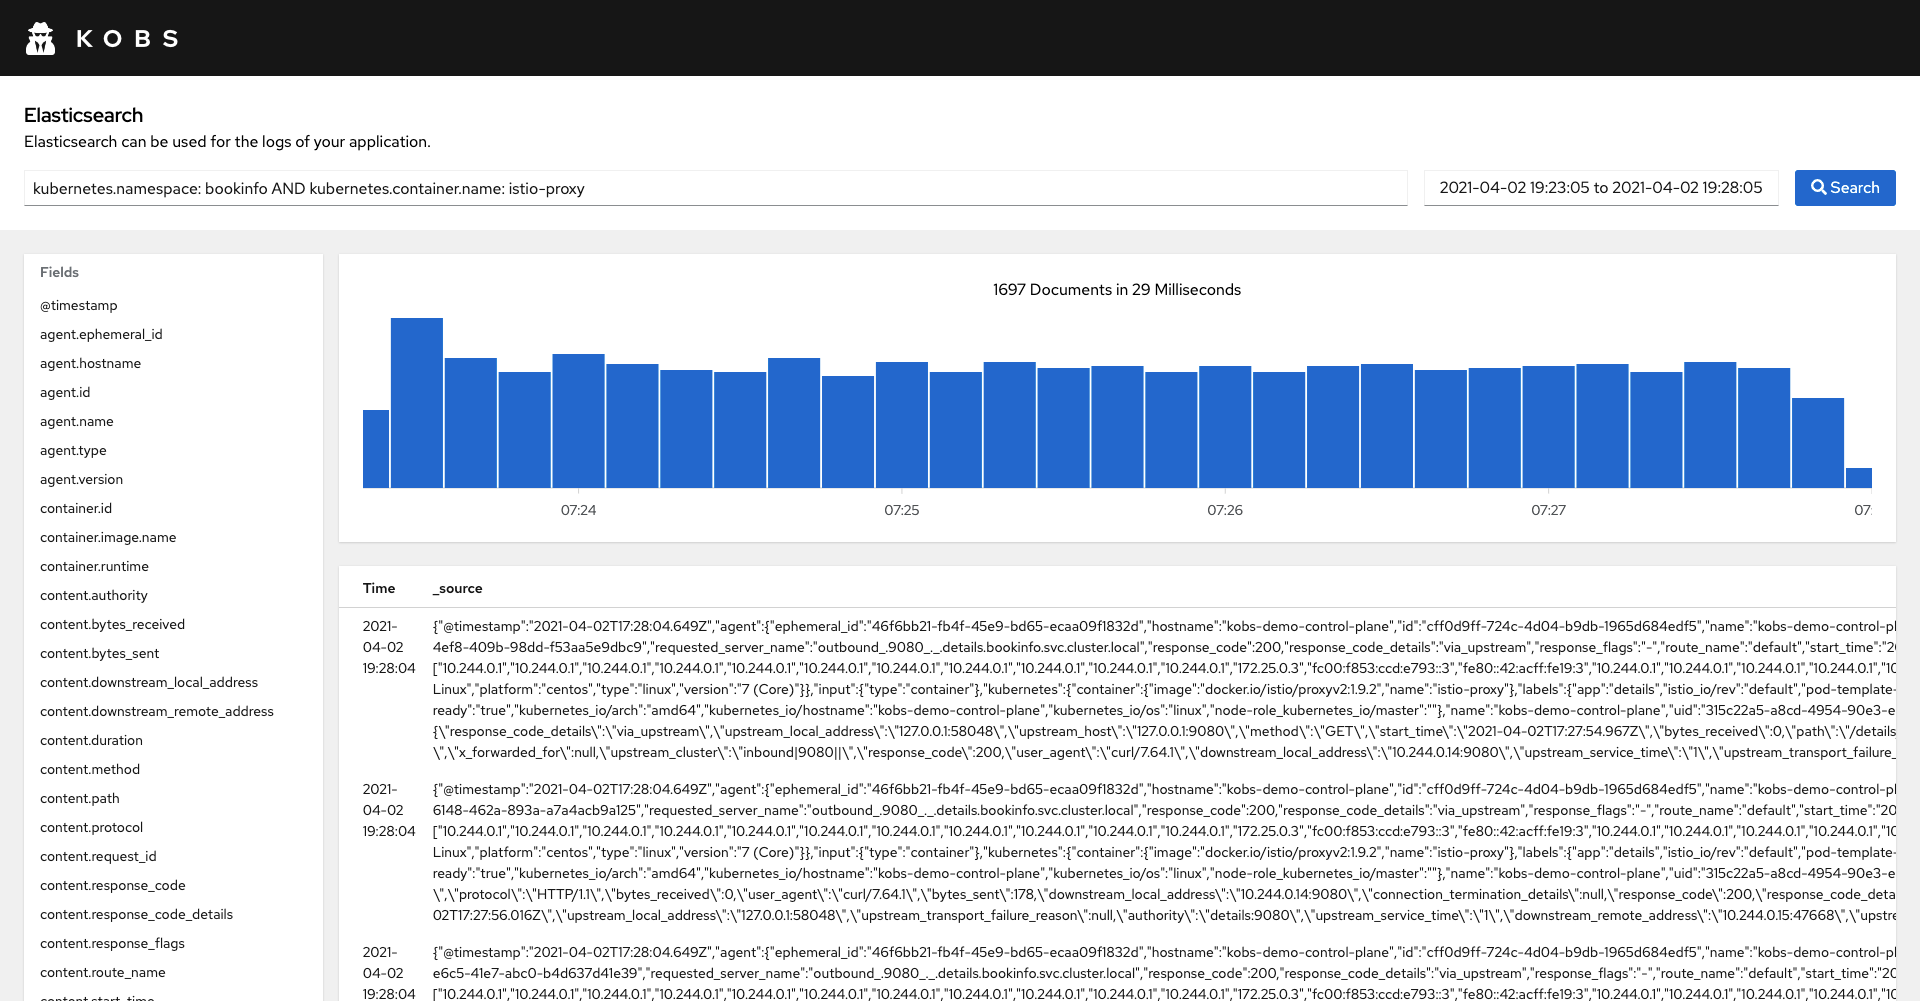 KOBS
Elasticsearch
Elasticsearch can be used for the logs of your application.
kubernetes.namespace: bookinfo AND kubernetes.container.name: istio-proxy
2021-04-02 19:23:05 to 2021-04-02 19:28:05
Search
Fields
@timestamp
agent.ephemeral_id
agent.hostname
agent.id
agent.name
agent.type
agent.version
container.id
container.image.name
container.runtime
content.authority
content.bytes_received
content.bytes_sent
content.downstream_local_address
content.downstream_remote_address
content.duration
content.method
content.path
content.protocol
content.request_id
content.response_code
content.response_code_details
content.response_flags
content.route_name
1697 Documents in 29 Milliseconds
07:24 07:25 07:26 07:27 07:
Time _source
2021-
04-02
19:28:04
{"@timestamp":"2021-04-02T17:28:04.649Z","agent":{"ephemeral_id":"46f6bb21-fb4f-45e9-bd65-ecaa09f1832d","hostname":"kobs-demo-control-plane","id":"cff0d9ff-724c-4d04-b9db-1965d684edf5","name":"kobs-demo-control-pl
4ef8-409b-98dd-f53aa5e9dbc9","requested_server_name":"outbound_.9080_._.details.bookinfo.svc.cluster.local","response_code":200,"response_code_details":"via_upstream","response_flags":"-","route_name":"default","start_time":"20
["10.244.0.1","10.244.0.1","10.244.0.1","10.244.0.1","10.244.0.1","10.244.0.1","10.244.0.1","10.244.0.1","10.244.0.1","10.244.0.1","10.244.0.1","172.25.0.3","fc00:f853:ccd:e793::3","fe80::42:acff:fe19:3","10.244.0.1","10.244.0.1","10.244.0.1","10.244.0.1","10
Linux","platform":"centos","type":"linux","version":"7 (Core)"}},"input":{"type":"container"},"kubernetes":{"container":{"image":"docker.io/istio/proxyv2:1.9.2","name":"istio-proxy"},"labels":{"app":"details","istio_io/rev":"default","pod-template-
ready":"true","kubernetes_io/arch":"amd64","kubernetes_io/hostname":"kobs-demo-control-plane","kubernetes_io/os":"linux","node-role_kubernetes_io/master":""},"name":"kobs-demo-control-plane","uid":"315c22a5-a8cd-4954-90e3-e
{\"response_code_details\":\"via_upstream\",\"upstream_local_address\":\"127.0.0.1:58048\",\"upstream_host\":\"127.0.0.1:9080\",\"method\":\"GET\",\"start_time\":\"2021-04-02T17:27:54.967Z\",\"bytes_received\":0,\"path\":\"/details
\",\"x_forwarded_for\":null,\"upstream_cluster\":\"inbound|9080||\",\"response_code\":200,\"user_agent\":\"curl/7.64.1\",\"downstream_local_address\":\"10.244.0.14:9080\",\"upstream_service_time\":\"1\",\"upstream_transport_failure_
2021-
04-02
19:28:04
{"@timestamp":"2021-04-02T17:28:04.649Z","agent":{"ephemeral_id":"46f6bb21-fb4f-45e9-bd65-ecaa09f1832d","hostname":"kobs-demo-control-plane","id":"cff0d9ff-724c-4d04-b9db-1965d684edf5","name":"kobs-demo-control-pl
6148-462a-893a-a7a4acb9a125","requested_server_name":"outbound_.9080_._.details.bookinfo.svc.cluster.local","response_code":200,"response_code_details":"via_upstream","response_flags":"-","route_name":"default","start_time":"20
["10.244.0.1","10.244.0.1","10.244.0.1","10.244.0.1","10.244.0.1","10.244.0.1","10.244.0.1","10.244.0.1","10.244.0.1","10.244.0.1","10.244.0.1","172.25.0.3","fc00:f853:ccd:e793::3","fe80::42:acff:fe19:3","10.244.0.1","10.244.0.1","10.244.0.1","10.244.0.1","10
Linux","platform":"centos","type":"linux","version":"7 (Core)"}},"input":{"type":"container"},"kubernetes":{"container":{"image":"docker.io/istio/proxyv2:1.9.2","name":"istio-proxy"},"labels":{"app":"details","istio_io/rev":"default","pod-template-
ready":"true","kubernetes_io/arch":"amd64","kubernetes_io/hostname":"kobs-demo-control-plane","kubernetes_io/os":"linux","node-role_kubernetes_io/master":""},"name":"kobs-demo-control-plane","uid":"315c22a5-a8cd-4954-90e3-e
\",\"protocol\":\"HTTP/1.1\",\"bytes_received\":0,\"user_agent\":\"curl/7.64.1\",\"bytes_sent\":178,\"downstream_local_address\":\"10.244.0.14:9080\",\"connection_termination_details\":null,\"response_code\":200,\"response_code_deta
02T17:27:56.016Z\",\"upstream_local_address\":\"127.0.0.1:58048\",\"upstream_transport_failure_reason\":null,\"authority\":\"details:9080\",\"upstream_service_time\":\"1\",\"downstream_remote_address\":\"10.244.0.15:47668\",\"upstre
2021-
04-02
19:28:04
{"@timestamp":"2021-04-02T17:28:04.649Z","agent":{"ephemeral_id":"46f6bb21-fb4f-45e9-bd65-ecaa09f1832d","hostname":"kobs-demo-control-plane","id":"cff0d9ff-724c-4d04-b9db-1965d684edf5","name":"kobs-demo-control-pl
e6c5-41e7-abc0-b4d637d41e39","requested_server_name":"outbound_.9080_._.details.bookinfo.svc.cluster.local","response_code":200,"response_code_details":"via_upstream","response_flags":"-","route_name":"default","start_time":"20
["10.244.0.1","10.244.0.1","10.244.0.1","10.244.0.1","10.244.0.1","10.244.0.1","10.244.0.1","10.244.0.1","10.244.0.1","10.244.0.1","10.244.0.1","172.25.0.3","fc00:f853:ccd:e793::3","fe80::42:acff:fe19:3","10.244.0.1","10.244.0.1","10.244.0.1","10.244.0.1","10